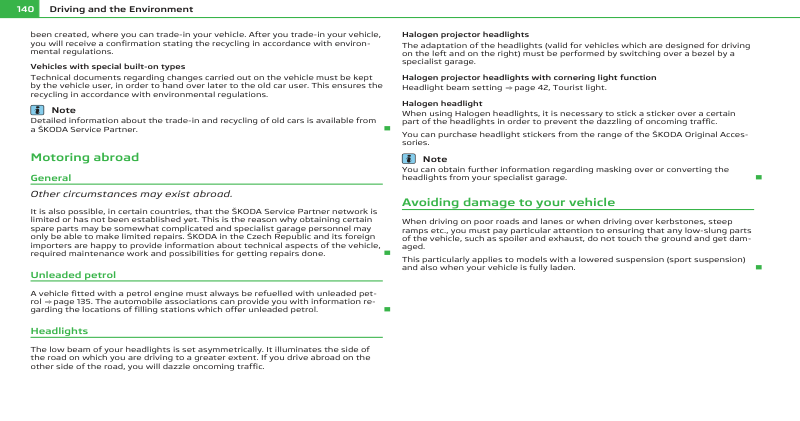 140 Driving and the Environment
been created, where you can trade-in your vehicle. After you trade-in your vehicle,
you will receive a confirmation stating the recycling in accordance with environ-
mental regulations.
Vehicles with special built-on types
Technical documents regarding changes carried out on the vehicle must be kept
by the vehicle user, in order to hand over later to the old car user. This ensures the
recycling in accordance with environmental regulations.
Note
Detailed information about the trade-in and recycling of old cars is available from
a ŠKODA Service Partner.
Motoring abroad
General
Other circumstances may exist abroad.
It is also possible, in certain countries, that the ŠKODA Service Partner network is
limited or has not been established yet. This is the reason why obtaining certain
spare parts may be somewhat complicated and specialist garage personnel may
only be able to make limited repairs. ŠKODA in the Czech Republic and its foreign
importers are happy to provide information about technical aspects of the vehicle,
required maintenance work and possibilities for getting repairs done.
Unleaded petrol
A vehicle fitted with a petrol engine must always be refuelled with unleaded pet-
rol ⇒ page 135. The automobile associations can provide you with information re-
garding the locations of filling stations which offer unleaded petrol.
Headlights
The low beam of your headlights is set asymmetrically. It illuminates the side of
the road on which you are driving to a greater extent. If you drive abroad on the
other side of the road, you will dazzle oncoming traffic.
Halogen projector headlights
The adaptation of the headlights (valid for vehicles which are designed for driving
on the left and on the right) must be performed by switching over a bezel by a
specialist garage.
Halogen projector headlights with cornering light function
Headlight beam setting ⇒ page 42, Tourist light.
Halogen headlight
When using Halogen headlights, it is necessary to stick a sticker over a certain
part of the headlights in order to prevent the dazzling of oncoming traffic.
You can purchase headlight stickers from the range of the ŠKODA Original Acces-
sories.
Note
You can obtain further information regarding masking over or converting the
headlights from your specialist garage.
Avoiding damage to your vehicle
When driving on poor roads and lanes or when driving over kerbstones, steep
ramps etc., you must pay particular attention to ensuring that any low-slung parts
of the vehicle, such as spoiler and exhaust, do not touch the ground and get dam-
aged.
This particularly applies to models with a lowered suspension (sport suspension)
and also when your vehicle is fully laden.